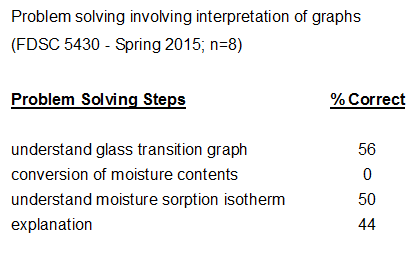 Problem solving involving interpretation of graphs
(FDSC 5430 - Spring 2015; n=8)
Problem Solving Steps % Correct
understand glass transition graph 56
conversion of moisture contents 0
understand moisture sorption isotherm 50
explanation 44